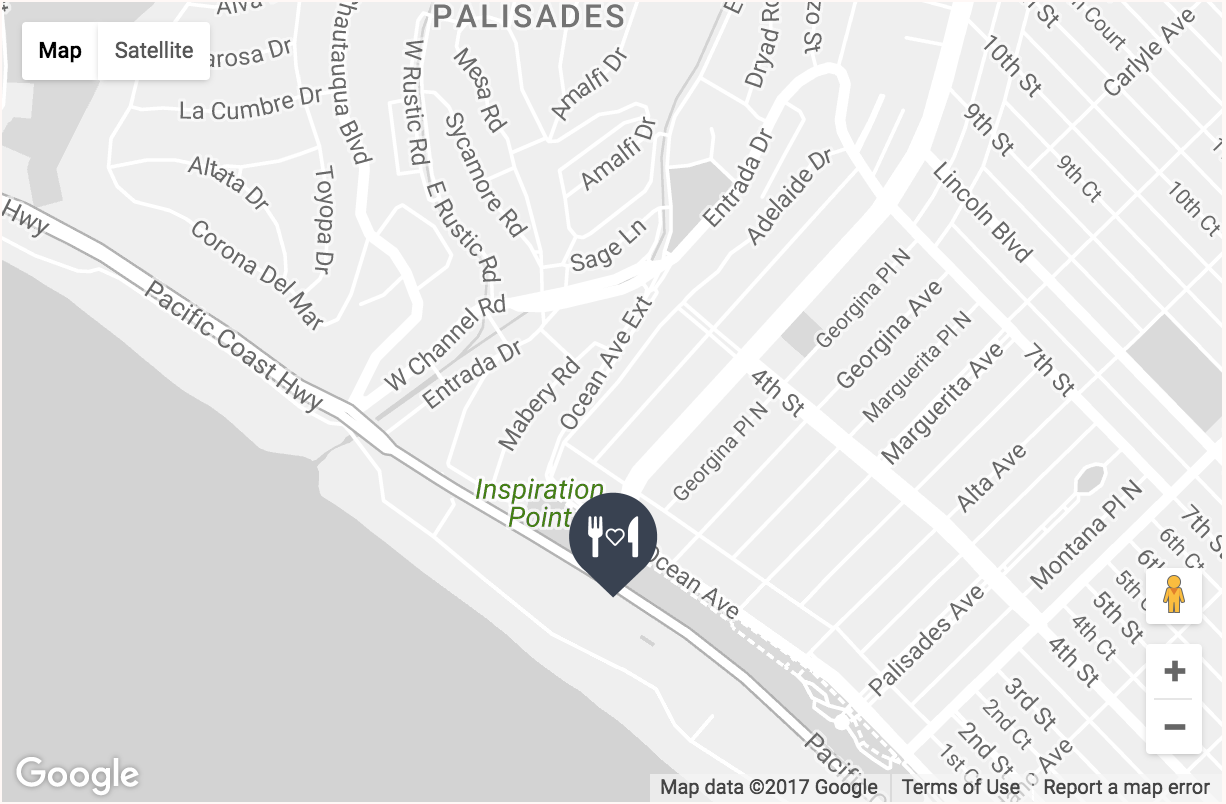 PALISADES
Map
Satellite
Alva
arosa Dr
La Cumbre Dr
hautauqua Blvd
W Rustic Rd
Mesa Rd
Amalfi Dr
Dryad Rd
oz St
th St
n Court
Carlyle Ave
10th St
9th St
9th Ct
10th Ct
Sycamore Rd
Amalfi Dr
Entrada Dr
Adelaide Dr
Lincoln Blvd
Altata Dr
Toyopa Dr
E Rustic Rd
Hwy
Corona Del Mar
Sage Ln
Pacific Coast Hwy
W Channel Rd
Entrada Dr
Ocean Ave Ext
Mabery Rd
Georgina Pl N
Georgina Ave
Marguerita Pl N
Marguerita Ave
7th St
4th St
Georgina Pl N
Alta Ave
Montana Pl N
Inspiration
Point
Ocean Ave
7th St
6th Ct
6th
5th C
5th St
4th Ct
4th St
Palisades Ave
3rd St
2nd Ct
2nd St
1st C
ano Ave
Pacific C
Google
Map data ©2017 Google
Terms of Use
Report a map error